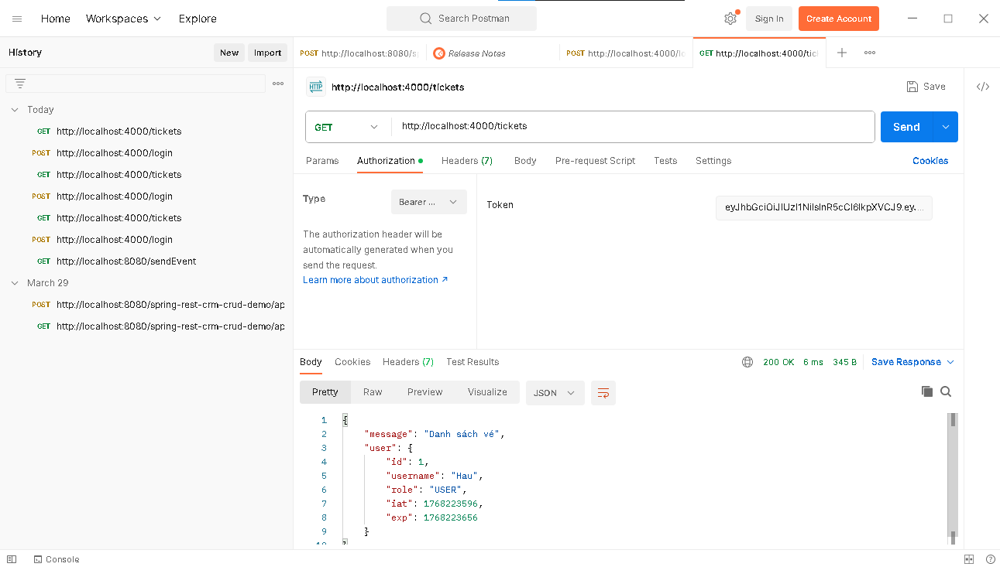 Home Workspaces Explore Search Postman Sign In Create Account
History New Import
POST http://localhost:8080/sp Release Notes POST http://localhost:4000/lo GET http://localhost:4000/tic
HTTP http://localhost:4000/tickets Save </>
Today
GET http://localhost:4000/tickets
POST http://localhost:4000/login
GET http://localhost:4000/tickets
POST http://localhost:4000/login
GET http://localhost:4000/tickets
POST http://localhost:4000/login
GET http://localhost:8080/sendEvent
March 29
POST http://localhost:8080/spring-rest-crm-crud-demo/ap
GET http://localhost:8080/spring-rest-crm-crud-demo/ap
GET http://localhost:4000/tickets Send
Params Authorization Headers (7) Body Pre-request Script Tests Settings Cookies
Type Bearer ...
The authorization header will be
automatically generated when you
send the request.
Learn more about authorization ↗
Token
Body Cookies Headers (7) Test Results 200 OK 6 ms 345 B Save Response
Pretty Raw Preview Visualize JSON
1 {
2 "message": "Danh sách vé",
3 "user": {
4 "id": 1,
5 "username": "Hau",
6 "role": "USER",
7 "iat": 1768223596,
8 "exp": 1768223656
9 }
10 }
Console